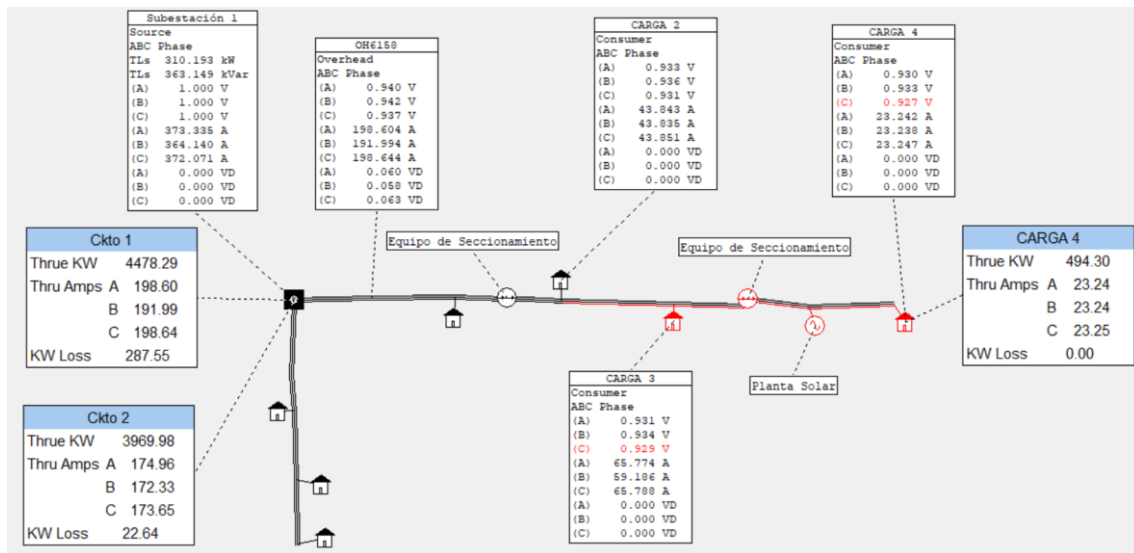 Subestación 1
Source
ABC Phase
TLs 310.193 kW
TLs 363.149 kVar
(A) 1.000 V
(B) 1.000 V
(C) 1.000 V
(A) 373.335 A
(B) 364.140 A
(C) 372.071 A
(A) 0.000 VD
(B) 0.000 VD
(C) 0.000 VD
OH6158
Overhead
ABC Phase
(A) 0.940 V
(B) 0.942 V
(C) 0.937 V
(A) 198.604 A
(B) 191.994 A
(C) 198.644 A
(A) 0.060 VD
(B) 0.058 VD
(C) 0.063 VD
CARGA 2
Consumer
ABC Phase
(A) 0.933 V
(B) 0.936 V
(C) 0.931 V
(A) 43.843 A
(B) 43.835 A
(C) 43.851 A
(A) 0.000 VD
(B) 0.000 VD
(C) 0.000 VD
CARGA 4
Consumer
ABC Phase
(A) 0.930 V
(B) 0.933 V
(C) 0.927 V
(A) 23.242 A
(B) 23.238 A
(C) 23.247 A
(A) 0.000 VD
(B) 0.000 VD
(C) 0.000 VD
Ckto 1
Thrue KW 4478.29
Thru Amps A 198.60
B 191.99
C 198.64
KW Loss 287.55
Equipo de Seccionamiento
Equipo de Seccionamiento
CARGA 4
Thrue KW 494.30
Thru Amps A 23.24
B 23.24
C 23.25
KW Loss 0.00
Ckto 2
Thrue KW 3969.98
Thru Amps A 174.96
B 172.33
C 173.65
KW Loss 22.64
CARGA 3
Consumer
ABC Phase
(A) 0.931 V
(B) 0.934 V
(C) 0.929 V
(A) 65.774 A
(B) 59.186 A
(C) 65.788 A
(A) 0.000 VD
(B) 0.000 VD
(C) 0.000 VD
Planta Solar